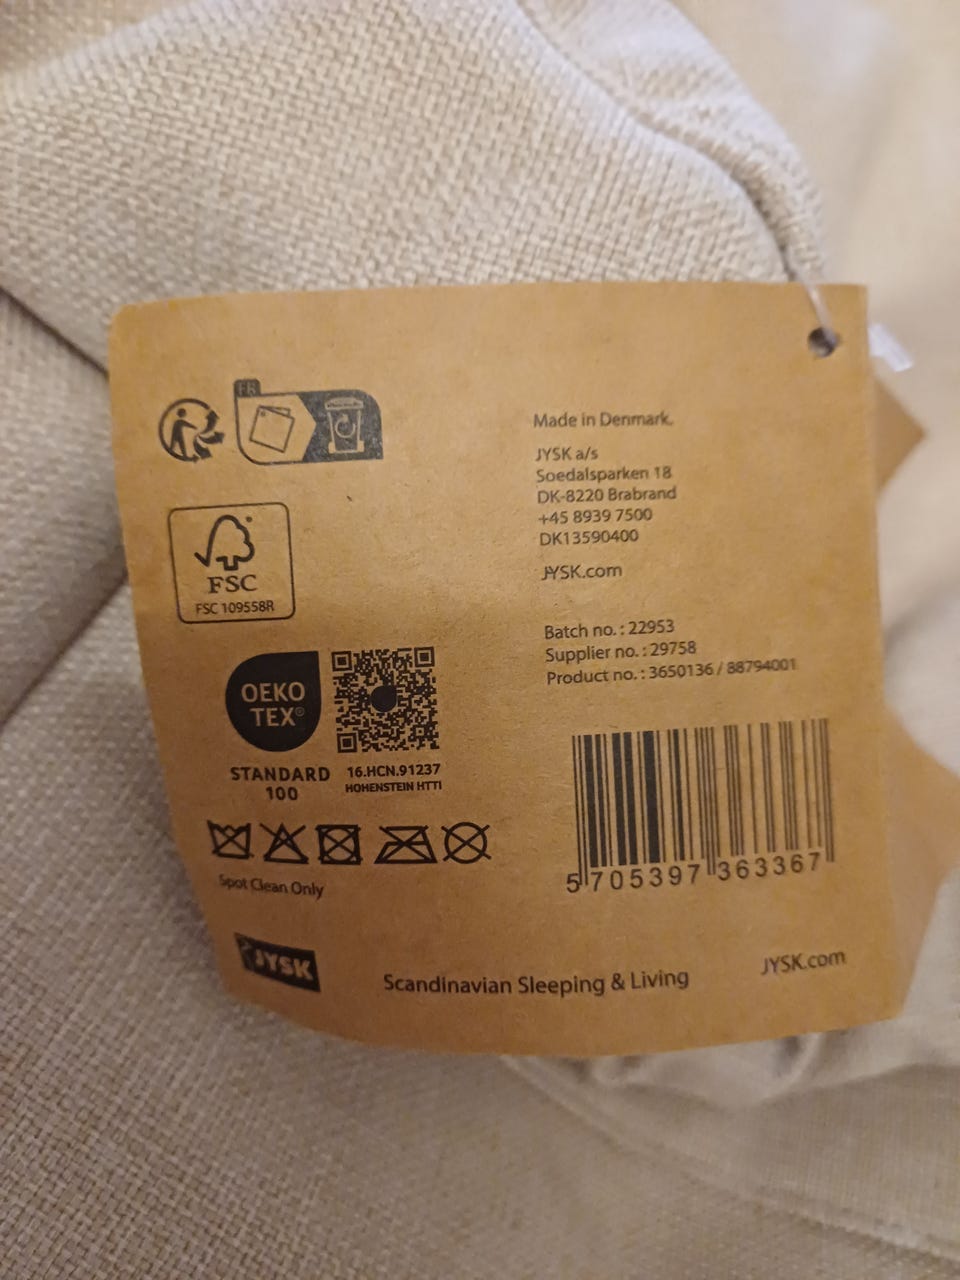 FR
FSC
FSC 109558R
OEKO
TEX®
STANDARD
100
16.HCN.91237
HOHENSTEIN HTTI
Spot Clean Only
JYSK
Scandinavian Sleeping & Living
Made in Denmark.
JYSK a/s
Soedalsparken 18
DK-8220 Brabrand
+45 8939 7500
DK13590400
JYSK.com
Batch no. : 22953
Supplier no. : 29758
Product no. : 3650136 / 88794001
5 705397 363367
JYSK.com